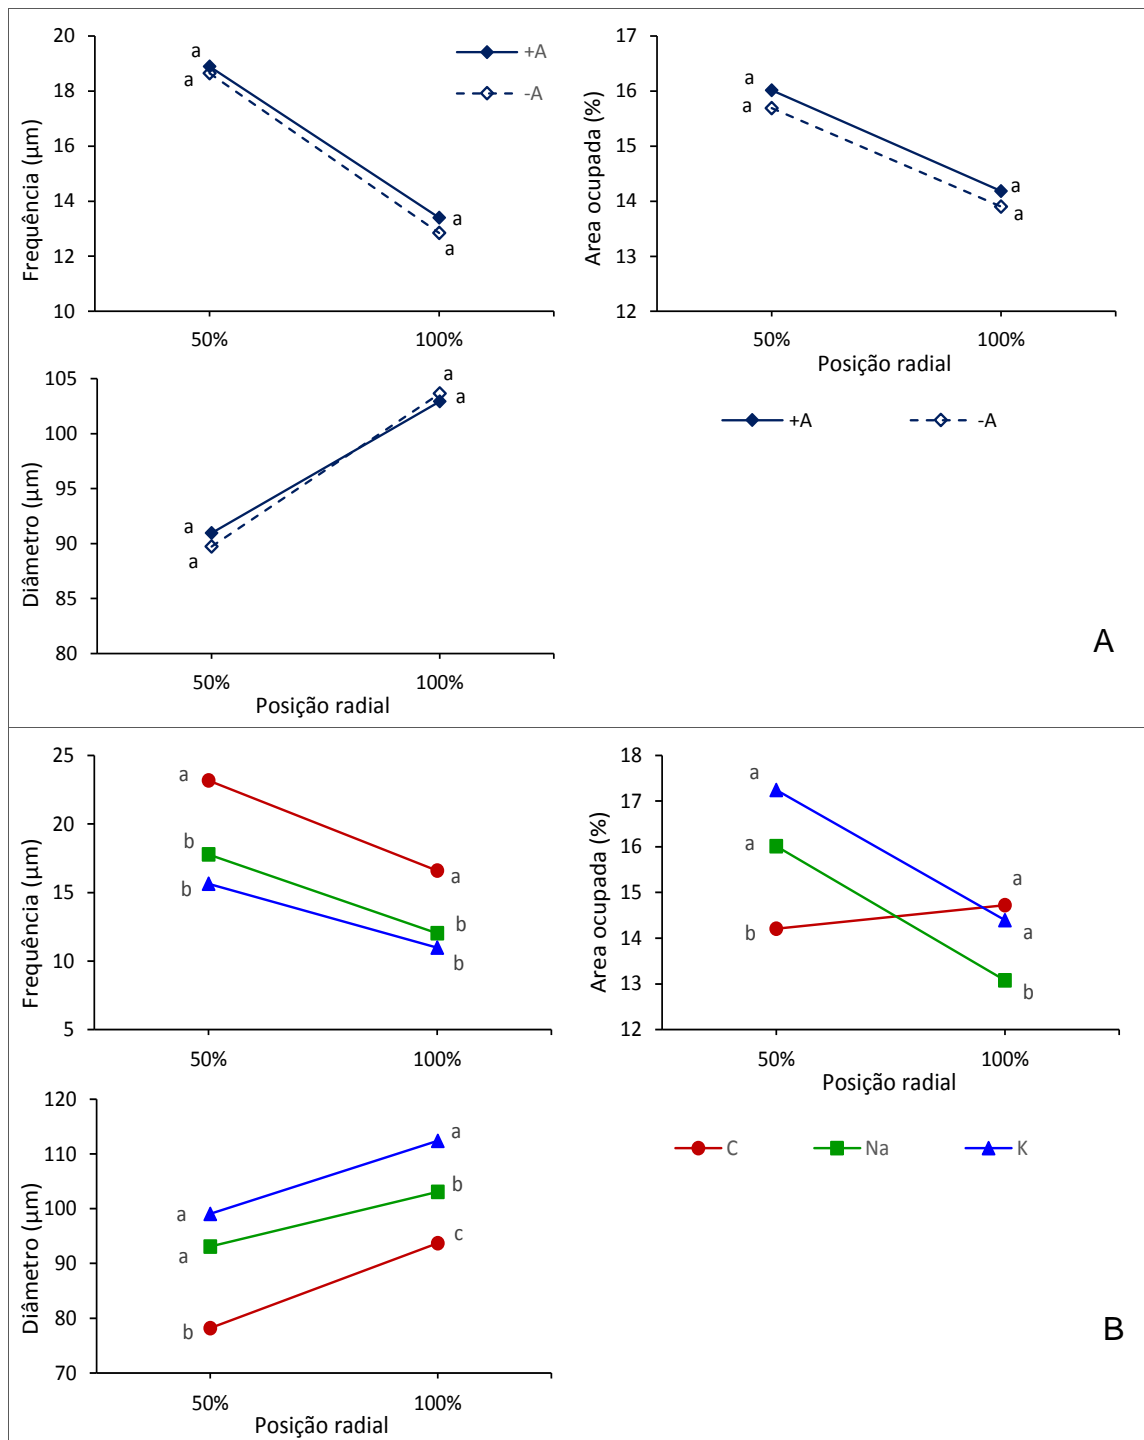 Frequência (µm)
20
18
16
14
12
10
a
a
a
a
50%
100%
+A
-A
Area ocupada (%)
17
16
15
14
13
12
a
a
a
a
50%
100%
Posição radial
Diâmetro (µm)
105
100
95
90
85
80
a
a
a
a
50%
100%
Posição radial
+A
-A
A
Frequência (µm)
25
20
15
10
5
a
b
b
a
b
b
50%
100%
Area ocupada (%)
18
17
16
15
14
13
12
a
a
b
a
a
b
50%
100%
Posição radial
Diâmetro (µm)
120
110
100
90
80
70
a
a
b
a
b
c
50%
100%
Posição radial
C
Na
K
B